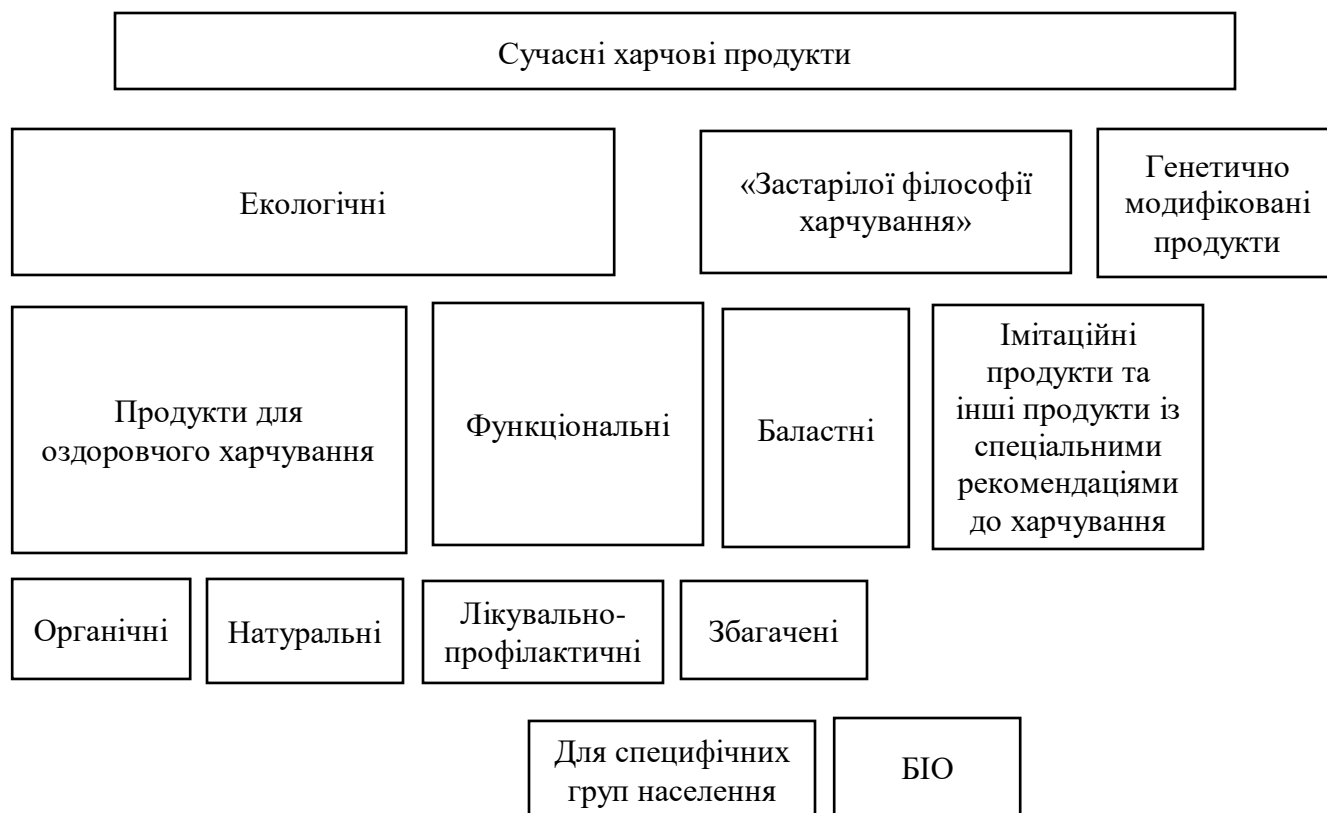 Сучасні харчові продукти
Екологічні
«Застарілої філософії
харчування»
Генетично
модифіковані
продукти
Продукти для
оздоровчого харчування
Функціональні
Баластні
Імітаційні
продукти та
інші продукти із
спеціальними
рекомендаціями
до харчування
Органічні
Натуральні
Лікувально-
профілактичні
Збагачені
Для специфічних
груп населення
БІО